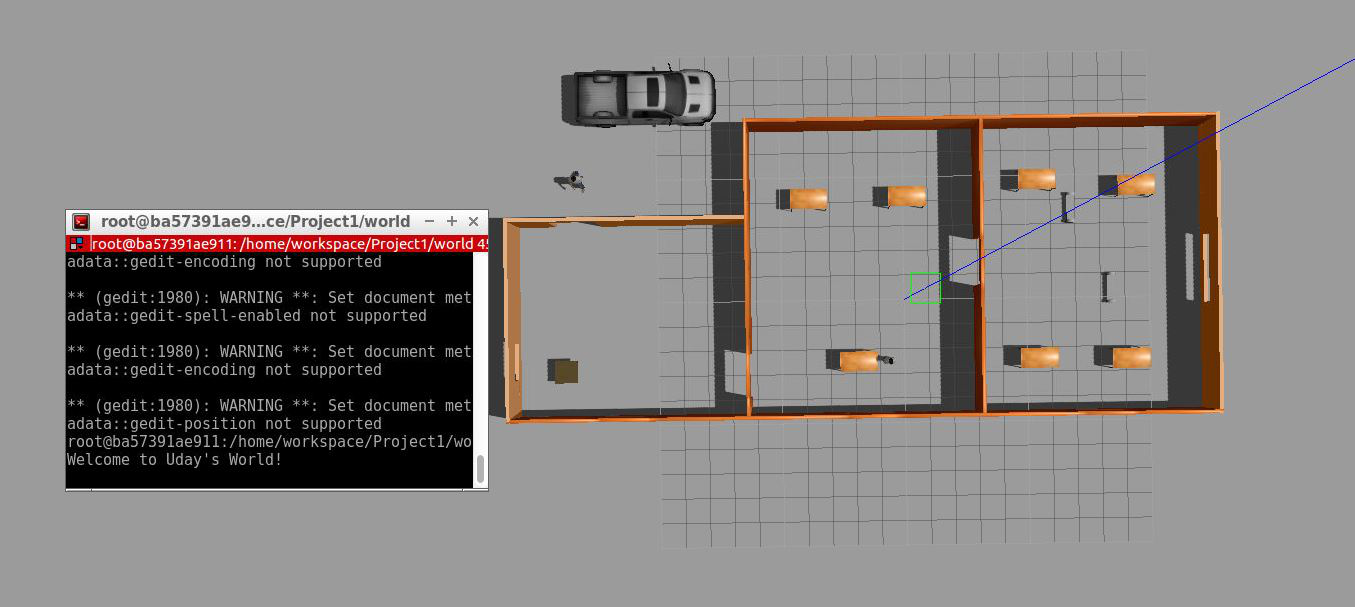 root@ba57391ae9...ce/Project1/world
root@ba57391ae911: /home/workspace/Project1/world 45
adata::gedit-encoding not supported
** (gedit:1980): WARNING **: Set document met
adata::gedit-spell-enabled not supported
** (gedit:1980): WARNING **: Set document met
adata::gedit-encoding not supported
** (gedit:1980): WARNING **: Set document met
adata::gedit-position not supported
root@ba57391ae911:/home/workspace/Project1/wo
Welcome to Uday's World!